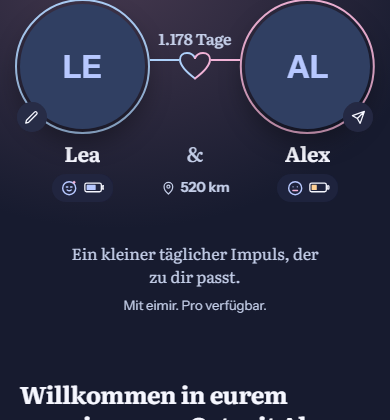 1.178 Tage
LE
AL
Lea & Alex
520 km
Ein kleiner täglicher Impuls, der
zu dir passt.
Mit eimir. Pro verfügbar.
Willkommen in eurem